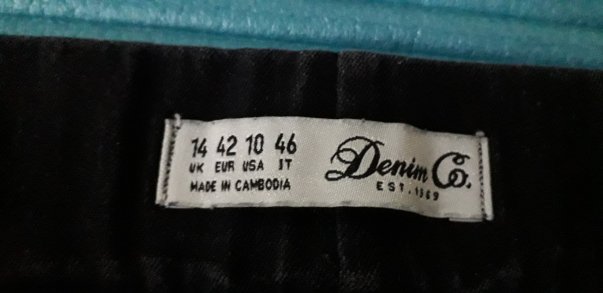 14 42 10 46
UK EUR USA IT
MADE IN CAMBODIA
Denim Co.
EST. 1969